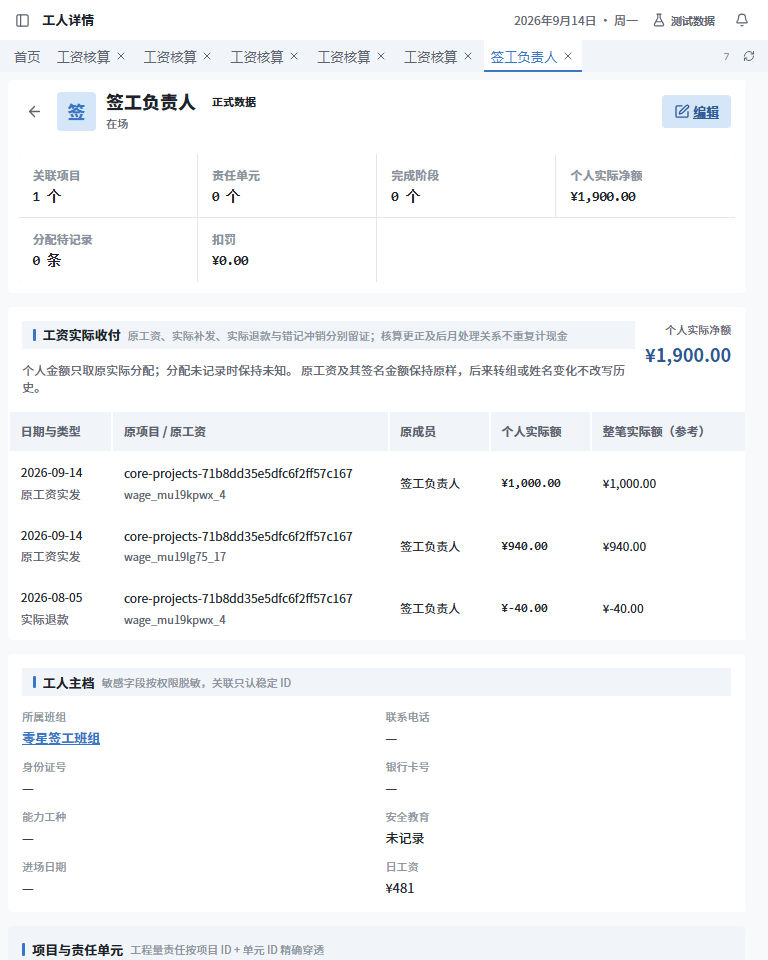 工人详情
2026年9月14日 • 周一 测试数据
首页 工资核算 × 工资核算 × 工资核算 × 工资核算 × 工资核算 × 签工负责人 × 7
签 签工负责人 正式数据
在场
编辑
关联项目 责任单元 完成阶段 个人实际净额
1 个 0 个 0 个 ¥1,900.00
分配待记录 扣罚
0 条 ¥0.00
工资实际收付 原工资、实际补发、实际退款与错记冲销分别留证；核算更正及后月处理关系不重复计现金
个人实际净额
¥1,900.00
个人金额只取原实际分配；分配未记录时保持未知。 原工资及其签名金额保持原样，后来转组或姓名变化不改写历
史。
日期与类型 原项目 / 原工资 原成员 个人实际额 整笔实际额（参考）
2026-09-14 core-projects-71b8dd35e5dfc6f2ff57c167 签工负责人 ¥1,000.00 ¥1,000.00
原工资实发 wage_mu19kpwx_4
2026-09-14 core-projects-71b8dd35e5dfc6f2ff57c167 签工负责人 ¥940.00 ¥940.00
原工资实发 wage_mu19lg75_17
2026-08-05 core-projects-71b8dd35e5dfc6f2ff57c167 签工负责人 ¥-40.00 ¥-40.00
实际退款 wage_mu19kpwx_4
工人主档 敏感字段按权限脱敏，关联只认稳定 ID
所属班组 联系电话
零星签工班组 —
身份证号 银行卡号
— —
能力工种 安全教育
— 未记录
进场日期 日工资
— ¥481
项目与责任单元 工程量责任按项目 ID + 单元 ID 精确穿透